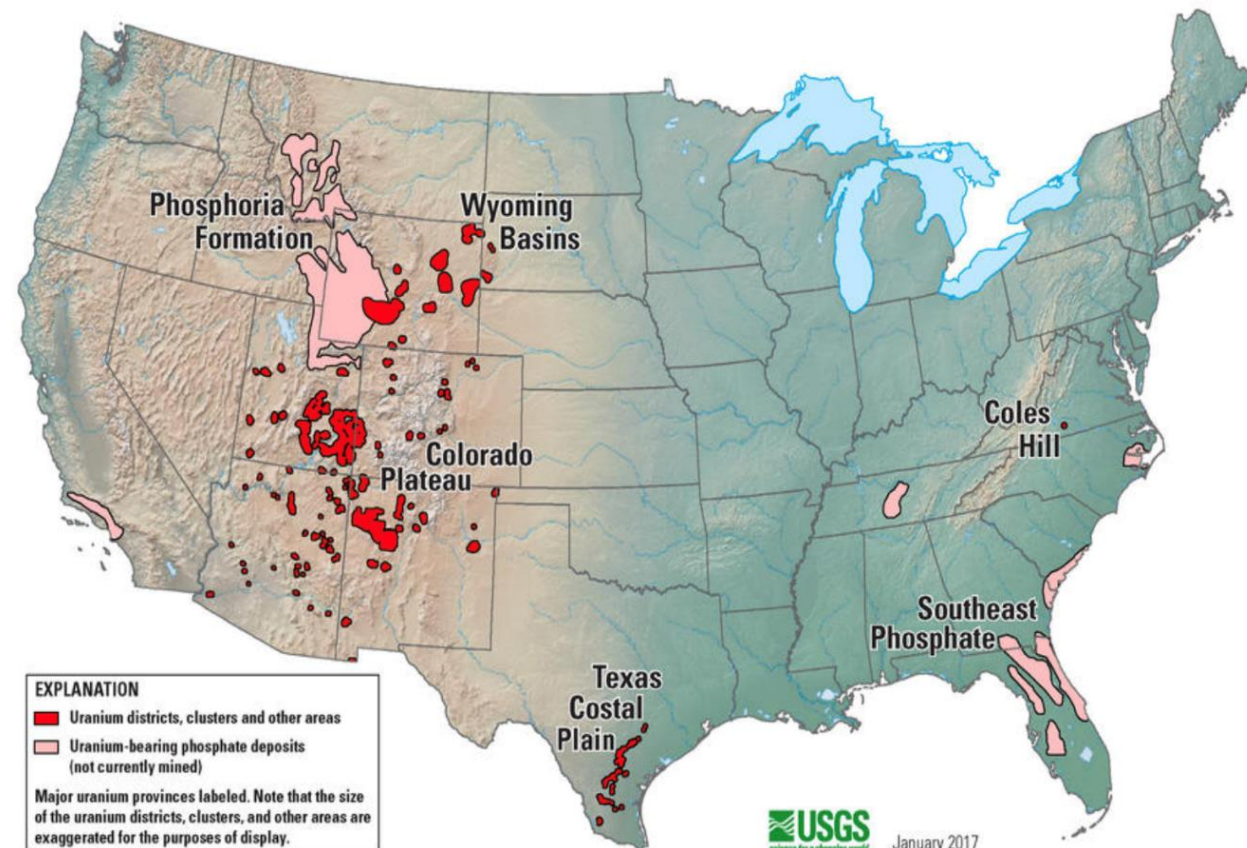 Phosphoria
Formation
Wyoming
Basins
Colorado
Plateau
Coles
Hill
Southeast
Phosphate
Texas
Costal
Plain
EXPLANATION
Uranium districts, clusters and other areas
Uranium-bearing phosphate deposits
(not currently mined)
Major uranium provinces labeled. Note that the size
of the uranium districts, clusters, and other areas are
exaggerated for the purposes of display.
USGS
January 2017